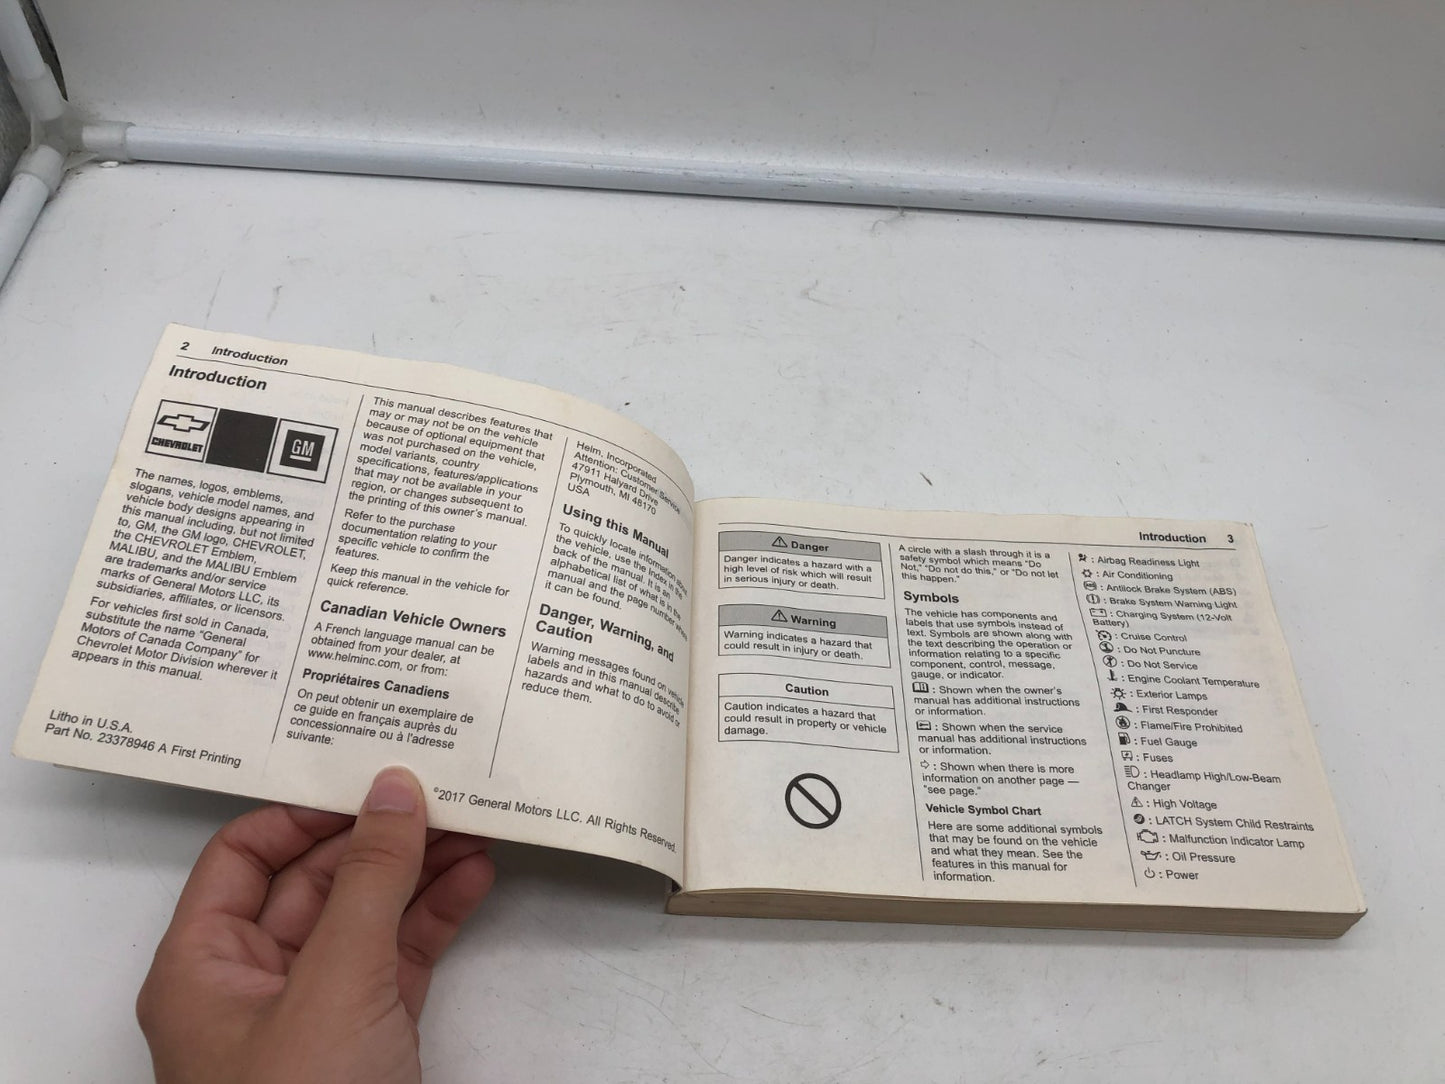 2 Introduction
Introduction
CHEVROLET
GM
The names, logos, emblems,
slogans, vehicle model names, and
vehicle body designs appearing in
this manual including, but not limited
to, GM, the GM logo, CHEVROLET,
the CHEVROLET Emblem,
MALIBU, and the MALIBU Emblem
are trademarks and/or service
marks of General Motors LLC, its
subsidiaries, affiliates, or licensors.
For vehicles first sold in Canada,
substitute the name “General
Motors of Canada Company” for
Chevrolet Motor Division wherever it
appears in this manual.
Litho in U.S.A.
Part No. 23378946 A First Printing
This manual describes features that
may or may not be on the vehicle
because of optional equipment that
was not purchased on the vehicle,
model variants, country
specifications, features/applications
that may not be available in your
region, or changes subsequent to
the printing of this owner’s manual.
Refer to the purchase
documentation relating to your
specific vehicle to confirm the
features.
Keep this manual in the vehicle for
quick reference.
Canadian Vehicle Owners
A French language manual can be
obtained from your dealer, at
www.helminc.com, or from:
Propriétaires Canadiens
On peut obtenir un exemplaire de
ce guide en français auprès du
concessionnaire ou à l'adresse
suivante:
Helm, Incorporated
Attention: Customer Service
47911 Halyard Drive
Plymouth, MI 48170
USA
Using this Manual
To quickly locate information about
the vehicle, use the Index in the
back of the manual. It is an
alphabetical list of what is in the
manual and the page number where
it can be found.
Danger, Warning, and
Caution
Warning messages found on vehicle
labels and in this manual describe
hazards and what to do to avoid or
reduce them.
©2017 General Motors LLC. All Rights Reserved.
Introduction 3
⚠ Danger
Danger indicates a hazard with a
high level of risk which will result
in serious injury or death.
⚠ Warning
Warning indicates a hazard that
could result in injury or death.
Caution
Caution indicates a hazard that
could result in property or vehicle
damage.
A circle with a slash through it is a
safety symbol which means “Do
Not,” “Do not do this,” or “Do not let
this happen.”
Symbols
The vehicle has components and
labels that use symbols instead of
text. Symbols are shown along with
the text describing the operation or
information relating to a specific
component, control, message,
gauge, or indicator.
: Shown when the owner’s
manual has additional instructions
or information.
: Shown when the service
manual has additional instructions
or information.
: Shown when there is more
information on another page —
“see page.”
Vehicle Symbol Chart
Here are some additional symbols
that may be found on the vehicle
and what they mean. See the
features in this manual for
information.
: Airbag Readiness Light
: Air Conditioning
: Antilock Brake System (ABS)
: Brake System Warning Light
: Charging System (12-Volt
Battery)
: Cruise Control
: Do Not Puncture
: Do Not Service
: Engine Coolant Temperature
: Exterior Lamps
: First Responder
: Flame/Fire Prohibited
: Fuel Gauge
: Fuses
: Headlamp High/Low-Beam
Changer
: High Voltage
: LATCH System Child Restraints
: Malfunction Indicator Lamp
: Oil Pressure
: Power